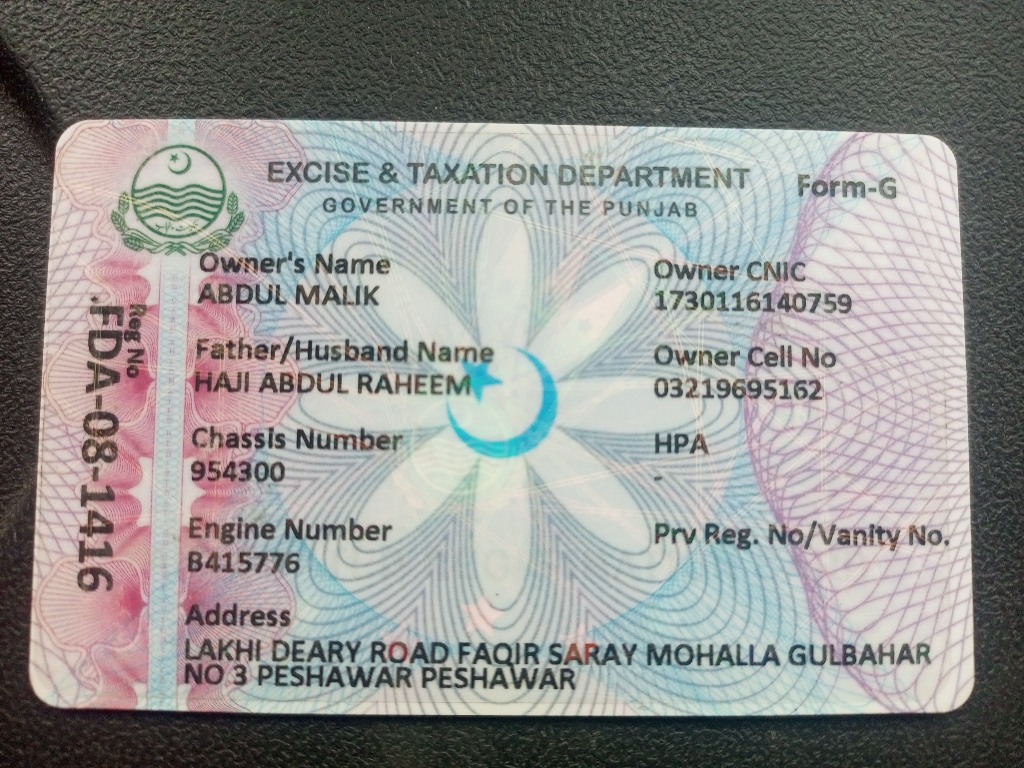 EXCISE & TAXATION DEPARTMENT
Form-G
GOVERNMENT OF THE PUNJAB
Reg No
.FDA-08-1416
Owner's Name
ABDUL MALIK
Owner CNIC
1730116140759
Father/Husband Name
HAJI ABDUL RAHEEM
Owner Cell No
03219695162
Chassis Number
954300
HPA
-
Engine Number
B415776
Prv Reg. No/Vanity No.
Address
LAKHI DEARY ROAD FAQIR SARAY MOHALLA GULBAHAR
NO 3 PESHAWAR PESHAWAR